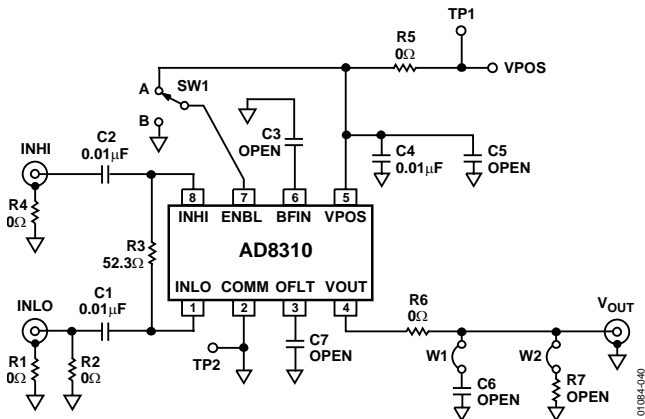 TP1
R5
0Ω
VPOS
A
SW1
B
C3
OPEN
C4
0.01μF
C5
OPEN
INHI
C2
0.01μF
R4
0Ω
8
7
6
5
INHI
ENBL
BFIN
VPOS
R3
52.3Ω
AD8310
INLO
COMM
OFLT
VOUT
1
2
3
4
INLO
C1
0.01μF
R1
0Ω
R2
0Ω
TP2
C7
OPEN
R6
0Ω
VOUT
W1
W2
C6
OPEN
R7
OPEN
01084-040